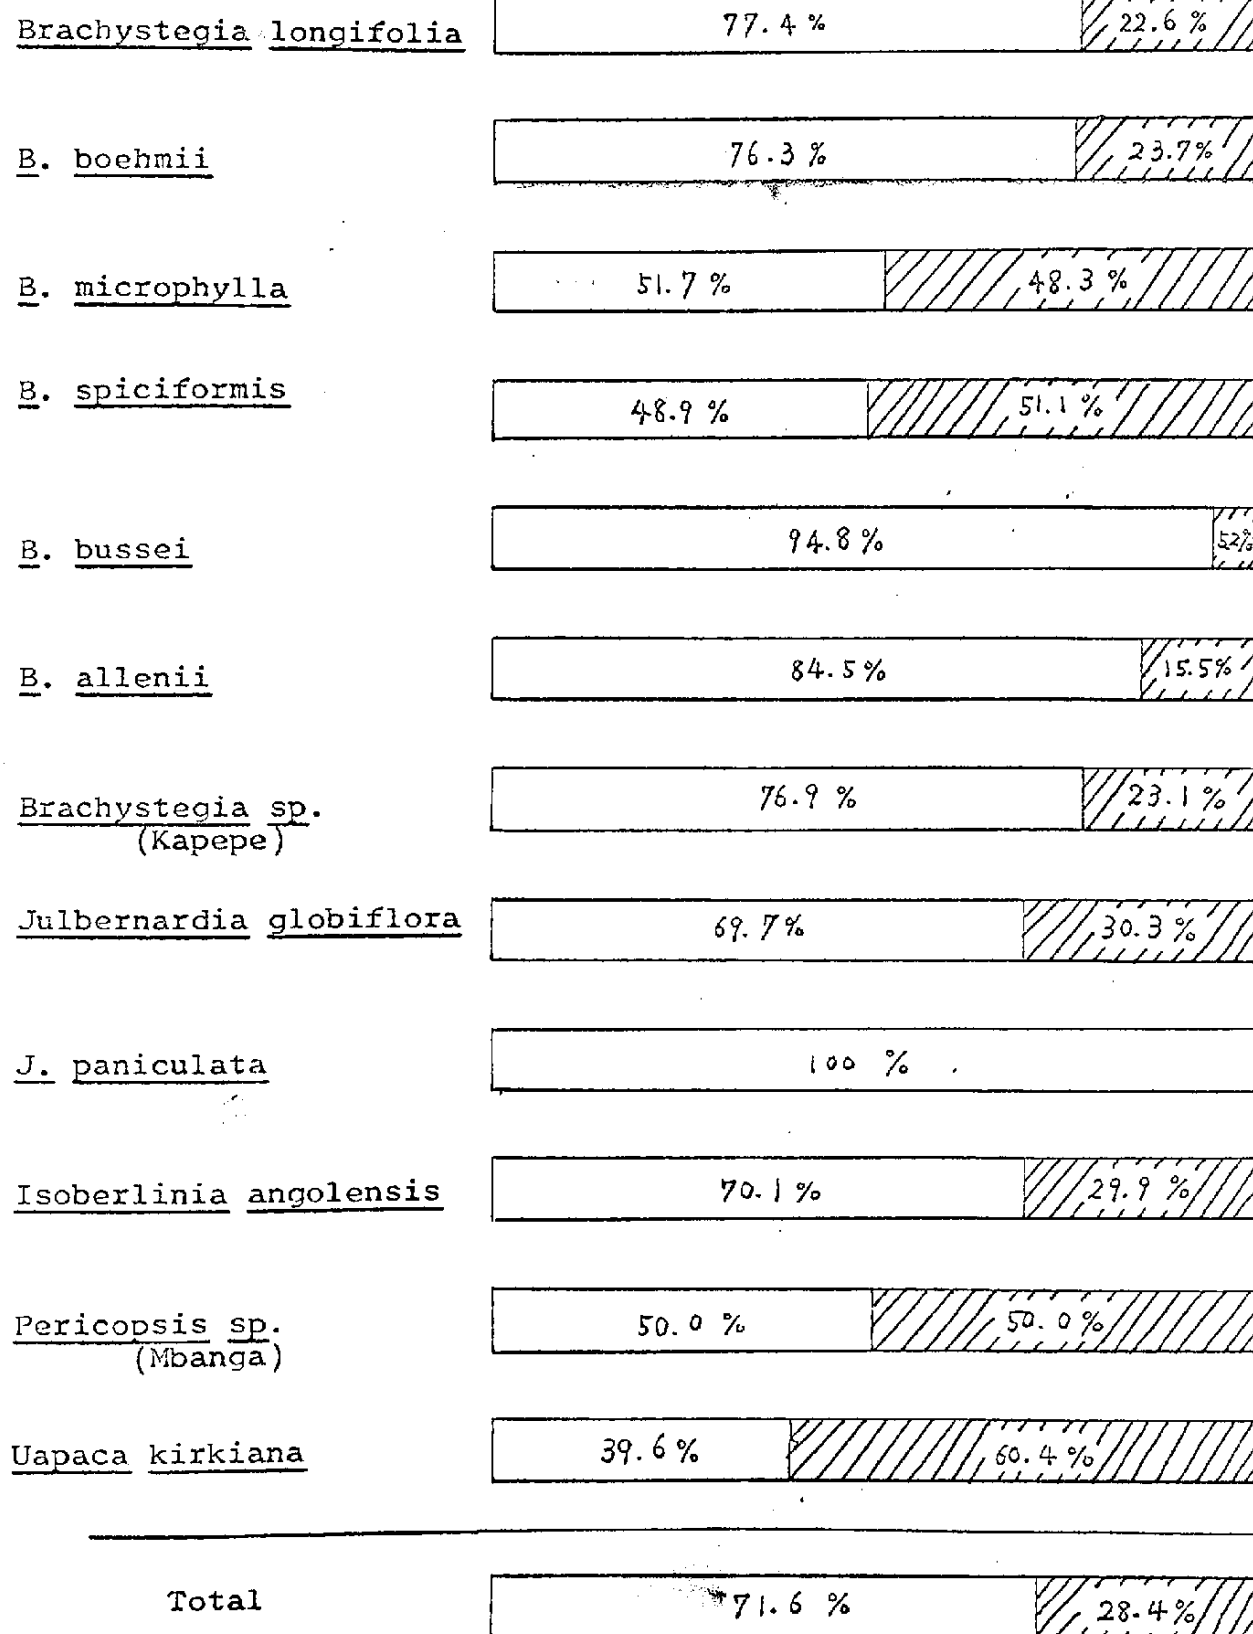 Brachystegia longifolia 77.4 % 22.6 %
B. boehmii 76.3 % 23.7%
B. microphylla 51.7 % 48.3 %
B. spiciformis 48.9 % 51.1 %
B. bussei 94.8 % 5.2%
B. allenii 84.5 % 15.5%
Brachystegia sp. 76.9 % 23.1 %
(Kapepe)
Julbernardia globiflora 69.7 % 30.3 %
J. paniculata 100 %
Isoberlinia angolensis 70.1 % 29.9 %
Pericopsis sp. 50.0 % 50.0 %
(Mbanga)
Uapaca kirkiana 39.6 % 60.4 %
Total 71.6 % 28.4 %